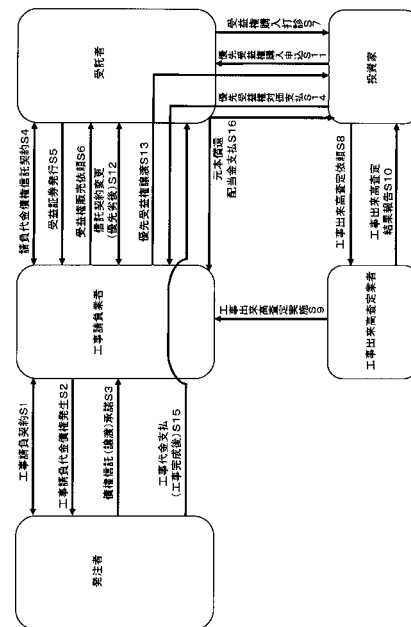 発注者
工事請負契約S1
工事請負代金債権発生S2
債権信託(譲渡)承諾S3
工事代金支払
(工事完成後)S15
工事請負業者
請負代金債権信託契約S4
受益証券発行S5
受益権販売依頼S6
信託契約変更
(優先劣後)S12
優先受益権譲渡S13
受託者
受益権購入打診S7
優先受益権購入申込S11
優先受益権対価支払S14
元本償還
配当金支払S16
投資家
工事出来高査定依頼S8
工事出来高査定
結果報告S10
工事出来高査定実施S9
工事出来高査定業者